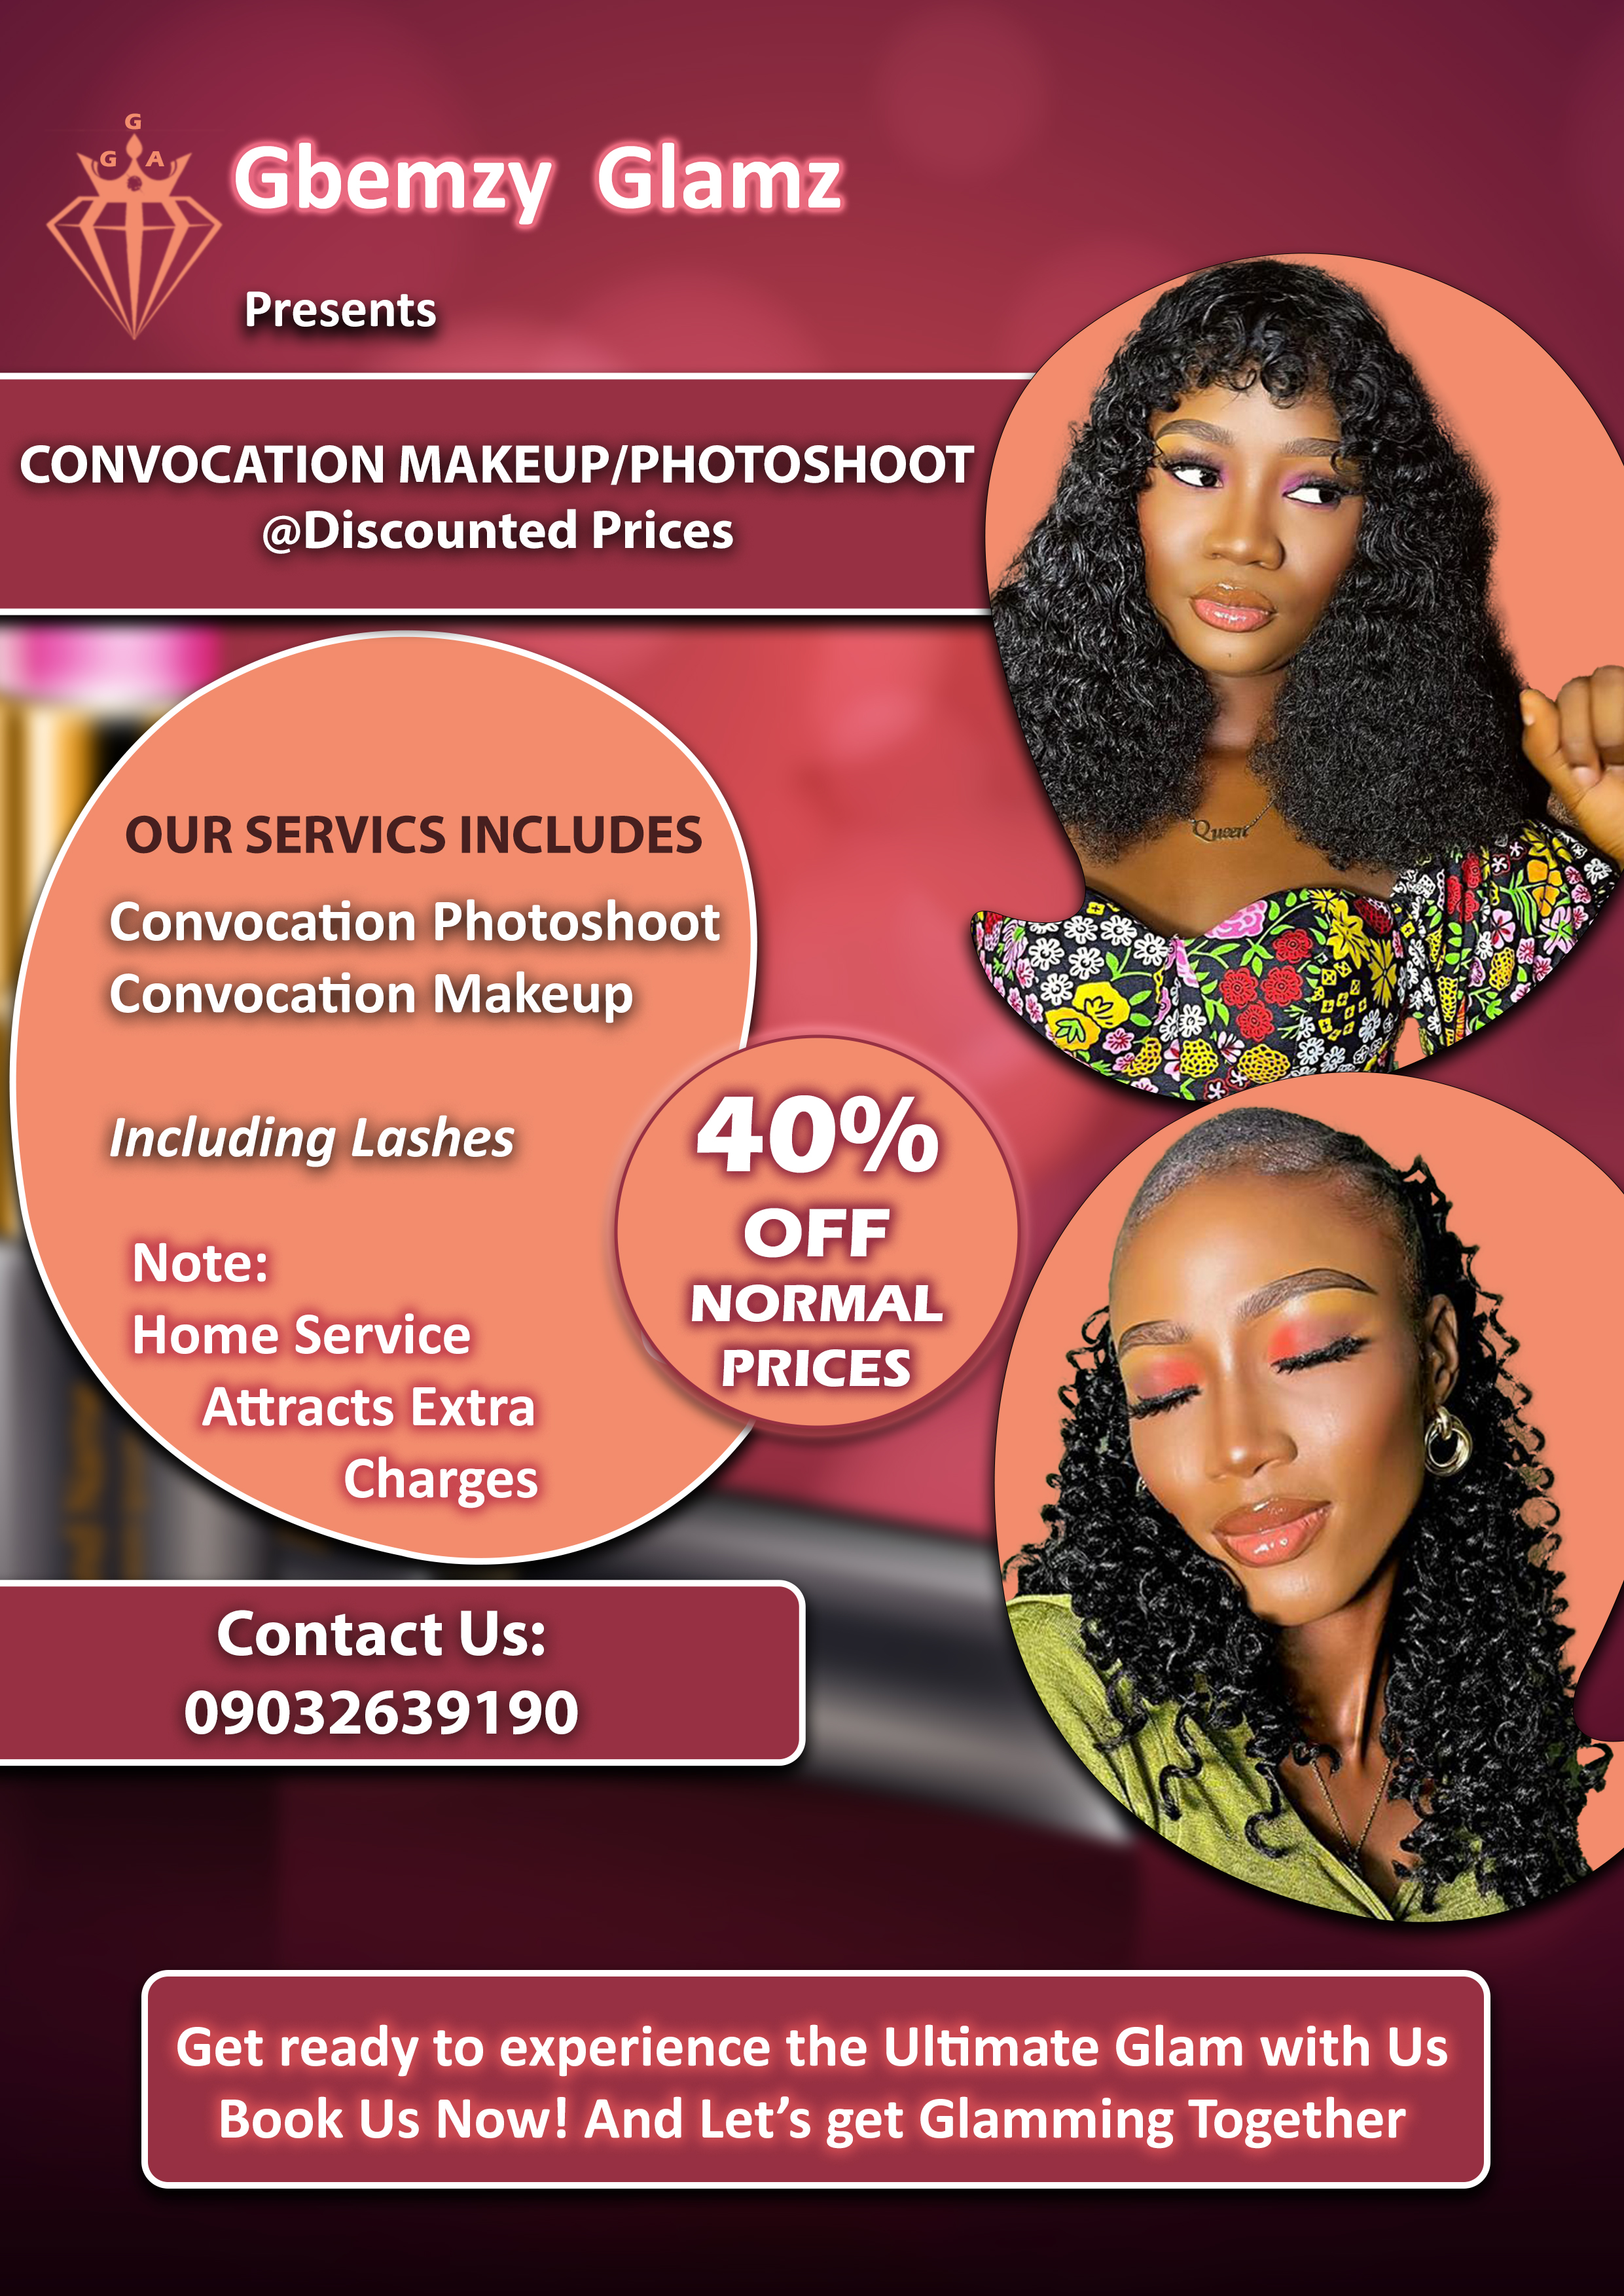 G
G A
Gbemzy Glamz
Presents
CONVOCATION MAKEUP/PHOTOSHOOT
@Discounted Prices
Queen
OUR SERVICS INCLUDES
Convocation Photoshoot
Convocation Makeup
Including Lashes
40%
OFF
NORMAL
PRICES
Note:
Home Service
Attracts Extra
Charges
Contact Us:
09032639190
Get ready to experience the Ultimate Glam with Us
Book Us Now! And Let’s get Glamming Together